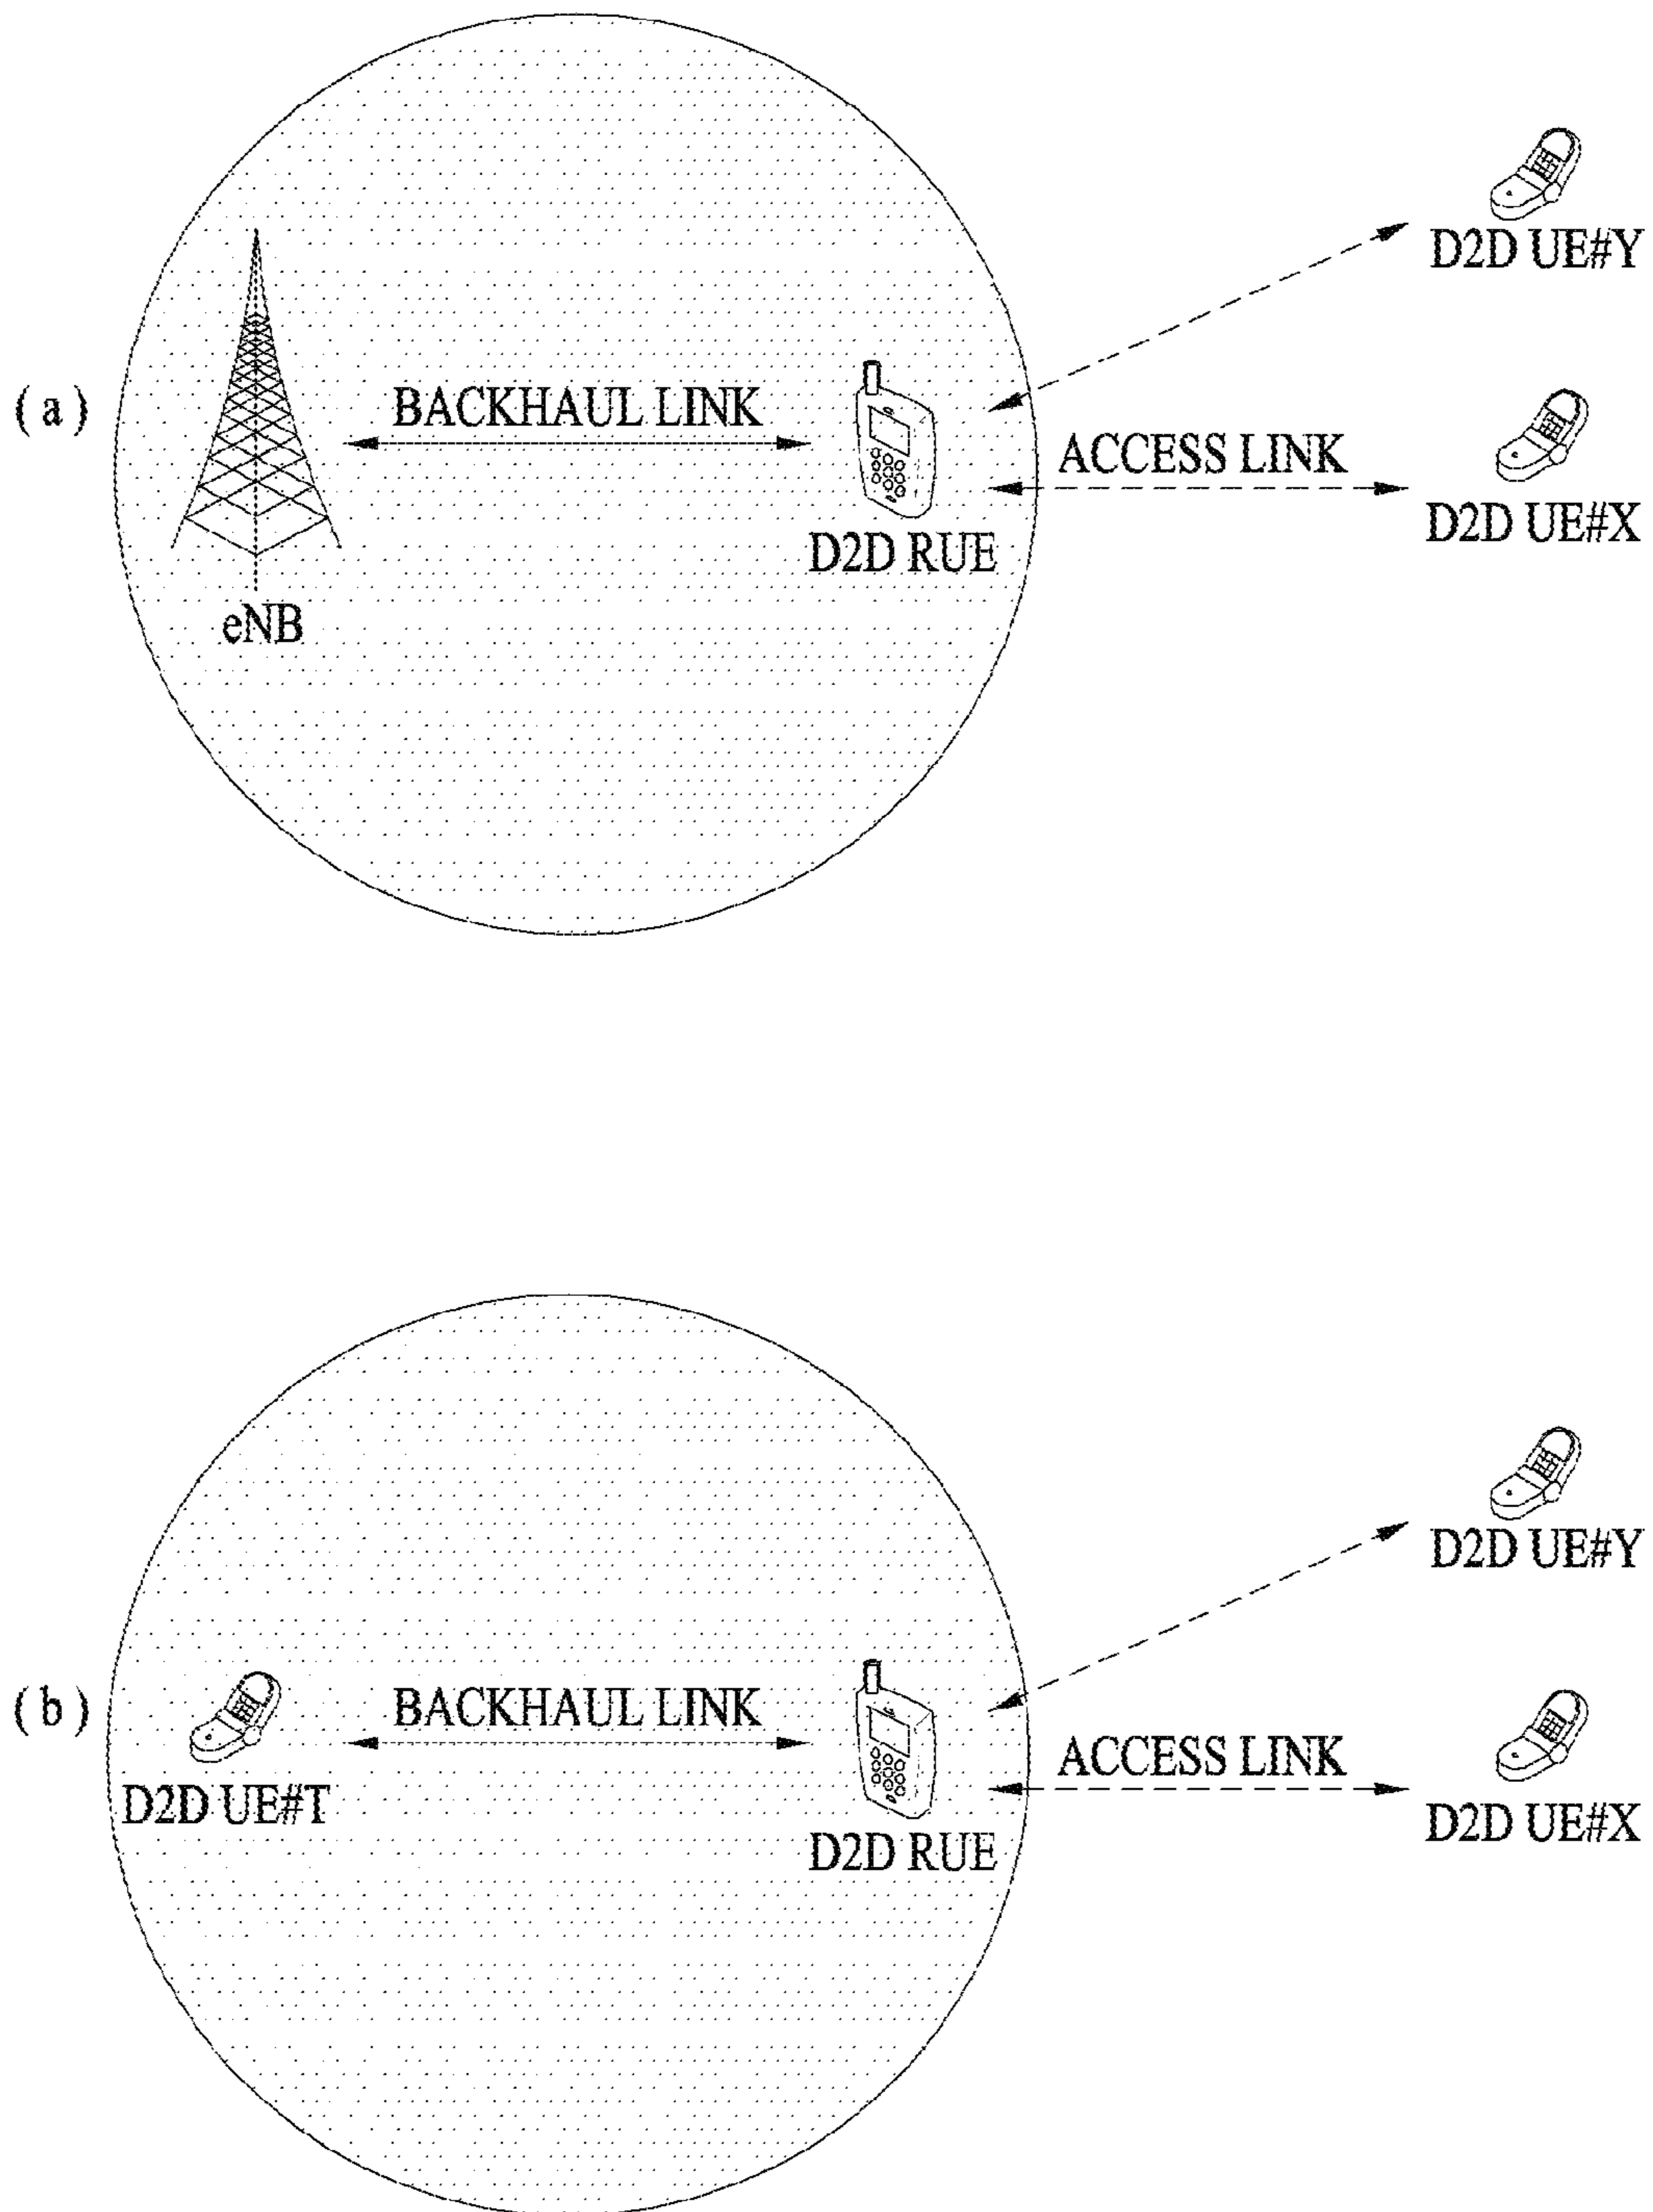 D2D UE#Y
(a)
BACKHAUL LINK
ACCESS LINK
D2D UE#X
D2D RUE
eNB
D2D UE#Y
(b)
BACKHAUL LINK
ACCESS LINK
D2D UE#T
D2D UE#X
D2D RUE